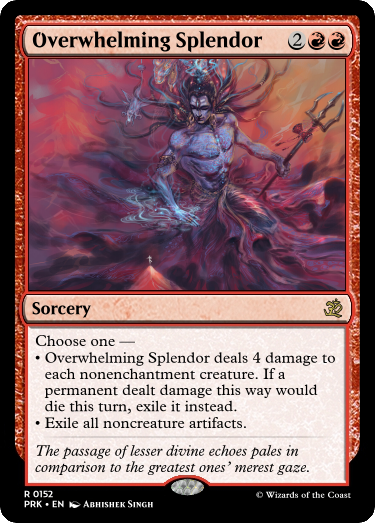 Overwhelming Splendor 2
Sorcery
Choose one —
• Overwhelming Splendor deals 4 damage to
each nonenchantment creature. If a
permanent dealt damage this way would
die this turn, exile it instead.
• Exile all noncreature artifacts.
The passage of lesser divine echoes pales in
comparison to the greatest ones' merest gaze.
R 0152
PRK • EN Abhishek Singh
© Wizards of the Coast